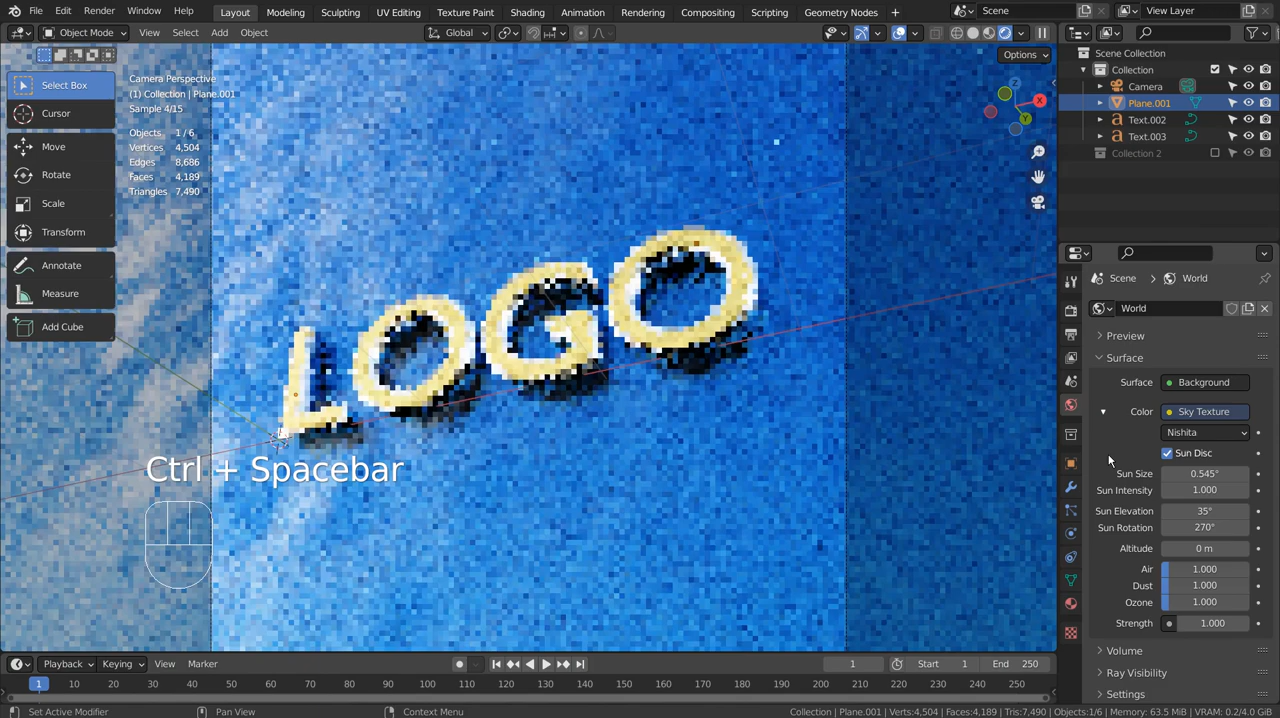 File Edit Render Window Help Layout Modeling Sculpting UV Editing Texture Paint Shading Animation Rendering Compositing Scripting Geometry Nodes + Scene View Layer
Object Mode View Select Add Object Global
Options
Select Box
Cursor
Move
Rotate
Scale
Transform
Annotate
Measure
Add Cube
Camera Perspective
(1) Collection | Plane.001
Sample 4/15
Objects 1 / 6
Vertices 4,504
Edges 8,686
Faces 4,189
Triangles 7,490
X
Y
Z
LOGO
Ctrl + Spacebar
Scene Collection
Collection
Camera
Plane.001
Text.002
Text.003
Collection 2
Scene > World
World
Preview
Surface
Surface Background
Color Sky Texture
Nishita
Sun Disc
Sun Size 0.545°
Sun Intensity 1.000
Sun Elevation 35°
Sun Rotation 270°
Altitude 0 m
Air 1.000
Dust 1.000
Ozone 1.000
Strength 1.000
Volume
Ray Visibility
Settings
Playback Keying View Marker 1 Start 1 End 250
1 10 20 30 40 50 60 70 80 90 100 110 120 130 140 150 160 170 180 190 200 210 220 230 240 250
Set Active Modifier Pan View Context Menu Collection | Plane.001 | Verts:4,504 | Faces:4,189 | Tris:7,490 | Objects:1/6 | Memory: 63.5 MiB | VRAM: 0.2/4.0 GiB